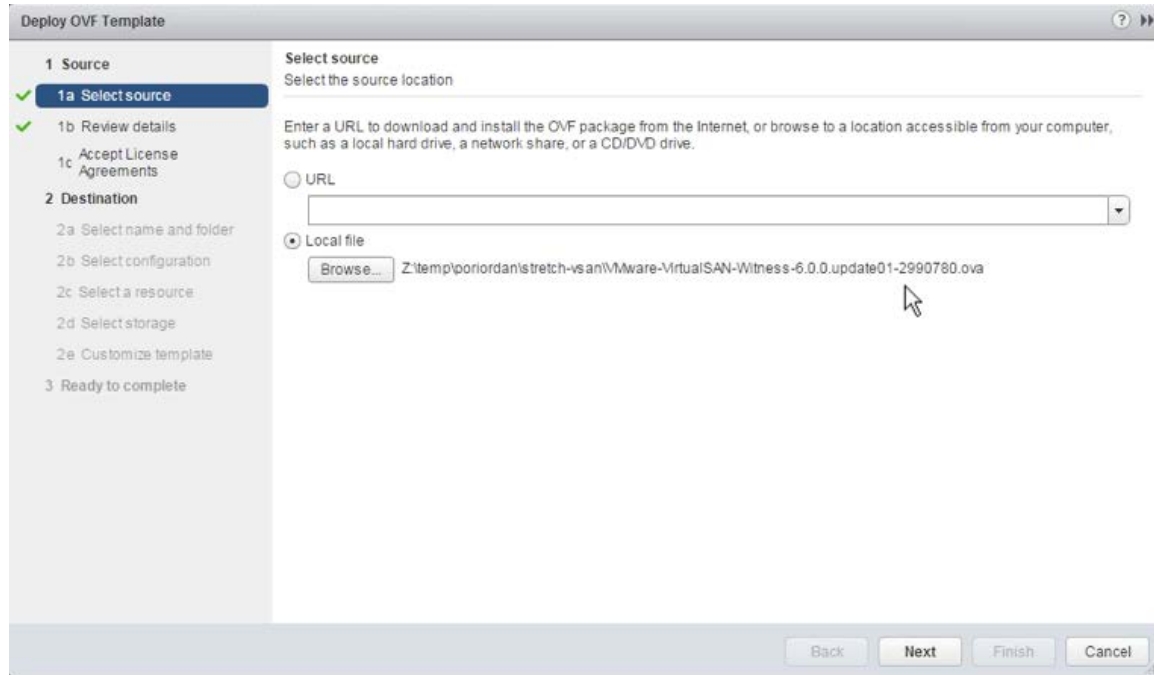 Deploy OVF Template
1 Source
1a Select source
1b Review details
1c Accept License
Agreements
2 Destination
2a Select name and folder
2b Select configuration
2c Select a resource
2d Select storage
2e Customize template
3 Ready to complete
Select source
Select the source location
Enter a URL to download and install the OVF package from the Internet, or browse to a location accessible from your computer,
such as a local hard drive, a network share, or a CD/DVD drive.
URL
Local file
Browse... Z:\temp\poriordan\stretch-vsan\VMware-VirtualSAN-Witness-6.0.0.update01-2990780.ova
Back Next Finish Cancel